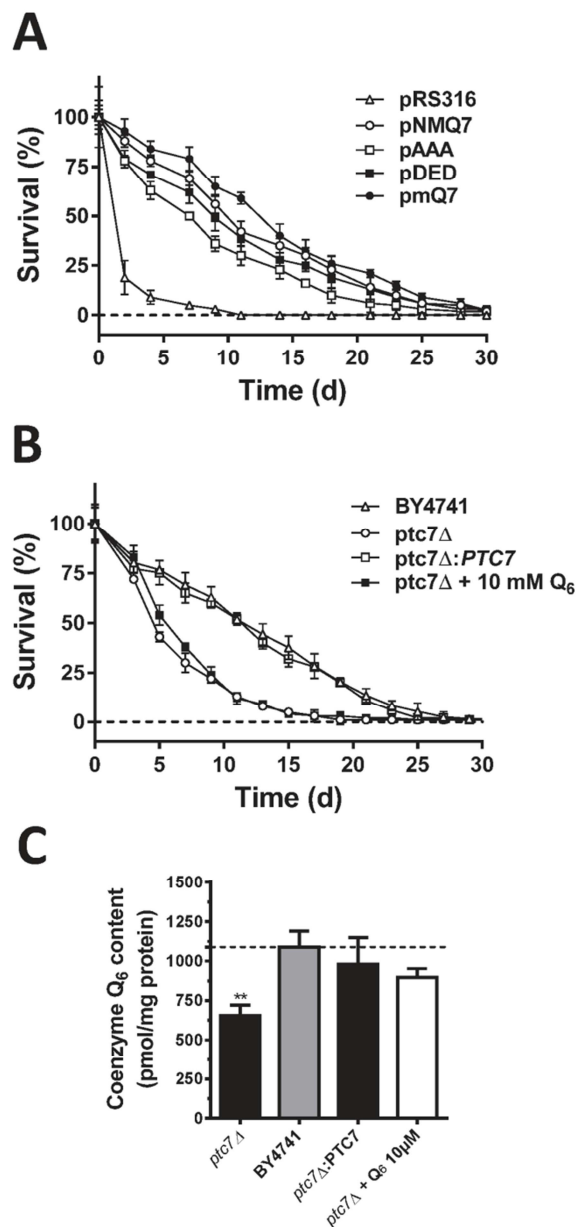 A
Survival (%)
100
75
50
25
0
0 5 10 15 20 25 30
Time (d)
pRS316
pNMQ7
pAAA
pDED
pmQ7
B
Survival (%)
100
75
50
25
0
0 5 10 15 20 25 30
Time (d)
BY4741
ptc7Δ
ptc7Δ:PTC7
ptc7Δ + 10 mM Q₆
C
Coenzyme Q₆ content
(pmol/mg protein)
1500
1250
1000
750
500
250
0
**
ptc7Δ
BY4741
ptc7Δ:PTC7
ptc7Δ + Q₆ 10µM